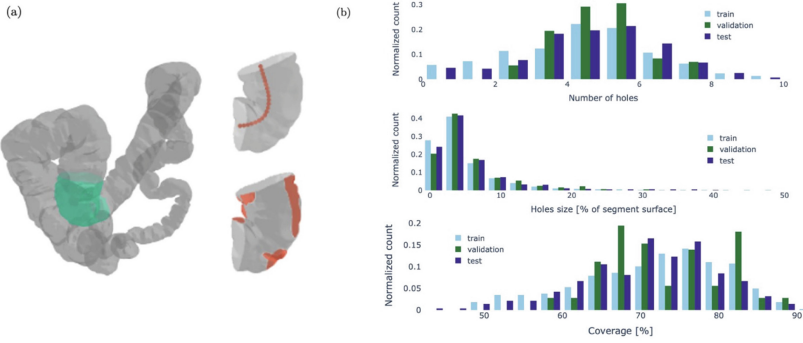 (a)
(b)
Normalized count
0.3
0.2
0.1
0
train
validation
test
0 2 4 6 8 10
Number of holes
Normalized count
0.4
0.3
0.2
0.1
0
train
validation
test
0 10 20 30 40 50
Holes size [% of segment surface]
Normalized count
0.2
0.15
0.1
0.05
0
train
validation
test
50 60 70 80 90
Coverage [%]